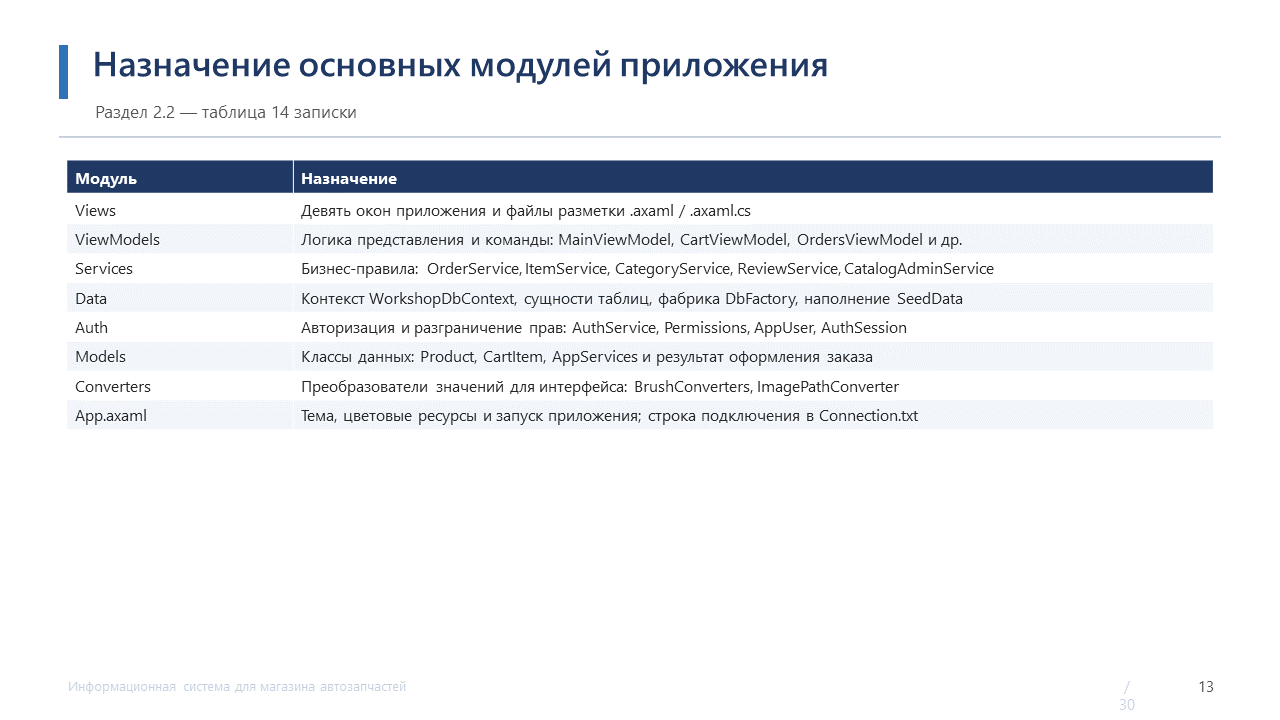 Назначение основных модулей приложения
Раздел 2.2 — таблица 14 записки
Модуль Назначение
Views Девять окон приложения и файлы разметки .axaml / .axaml.cs
ViewModels Логика представления и команды: MainViewModel, CartViewModel, OrdersViewModel и др.
Services Бизнес-правила: OrderService, ItemService, CategoryService, ReviewService, CatalogAdminService
Data Контекст WorkshopDbContext, сущности таблиц, фабрика DbFactory, наполнение SeedData
Auth Авторизация и разграничение прав: AuthService, Permissions, AppUser, AuthSession
Models Классы данных: Product, CartItem, AppServices и результат оформления заказа
Converters Преобразователи значений для интерфейса: BrushConverters, ImagePathConverter
App.axaml Тема, цветовые ресурсы и запуск приложения; строка подключения в Connection.txt
Информационная система для магазина автозапчастей
/
30
13